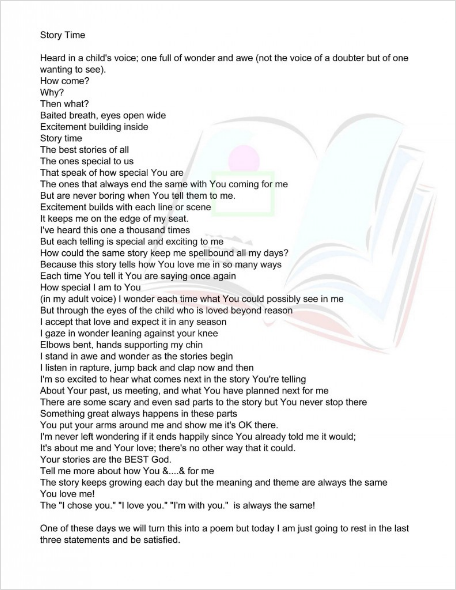 Story Time
Heard in a child's voice; one full of wonder and awe (not the voice of a doubter but of one
wanting to see).
How come?
Why?
Then what?
Baited breath, eyes open wide
Excitement building inside
Story time
The best stories of all
The ones special to us
That speak of how special You are
The ones that always end the same with You coming for me
But are never boring when You tell them to me.
Excitement builds with each line or scene
It keeps me on the edge of my seat.
I've heard this one a thousand times
But each telling is special and exciting to me
How could the same story keep me spellbound all my days?
Because this story tells how You love me in so many ways
Each time You tell it You are saying once again
How special I am to You
(in my adult voice) I wonder each time what You could possibly see in me
But through the eyes of the child who is loved beyond reason
I accept that love and expect it in any season
I gaze in wonder leaning against your knee
Elbows bent, hands supporting my chin
I stand in awe and wonder as the stories begin
I listen in rapture, jump back and clap now and then
I'm so excited to hear what comes next in the story You're telling
About Your past, us meeting, and what You have planned next for me
There are some scary and even sad parts to the story but You never stop there
Something great always happens in these parts
You put your arms around me and show me it's OK there.
I'm never left wondering if it ends happily since You already told me it would;
It's about me and Your love; there's no other way that it could.
Your stories are the BEST God.
Tell me more about how You &....& for me
The story keeps growing each day but the meaning and theme are always the same
You love me!
The "I chose you." "I love you." "I'm with you."  is always the same!
One of these days we will turn this into a poem but today I am just going to rest in the last
three statements and be satisfied.